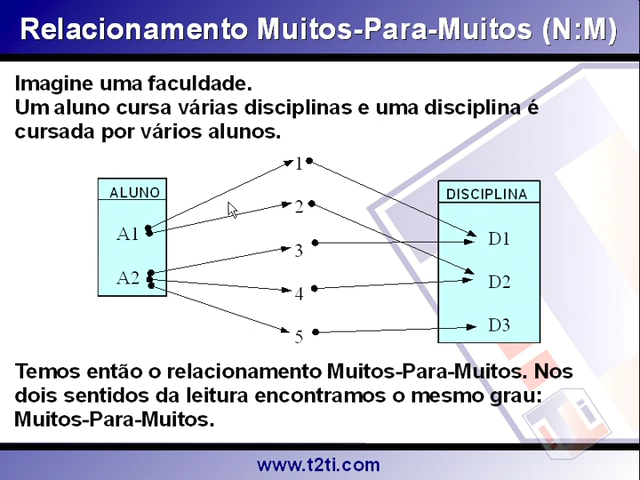 Relacionamento Muitos-Para-Muitos (N:M)
Imagine uma faculdade.
Um aluno cursa várias disciplinas e uma disciplina é
cursada por vários alunos.
ALUNO
A1
A2
1
2
3
4
5
DISCIPLINA
D1
D2
D3
Temos então o relacionamento Muitos-Para-Muitos. Nos
dois sentidos da leitura encontramos o mesmo grau:
Muitos-Para-Muitos.
www.t2ti.com